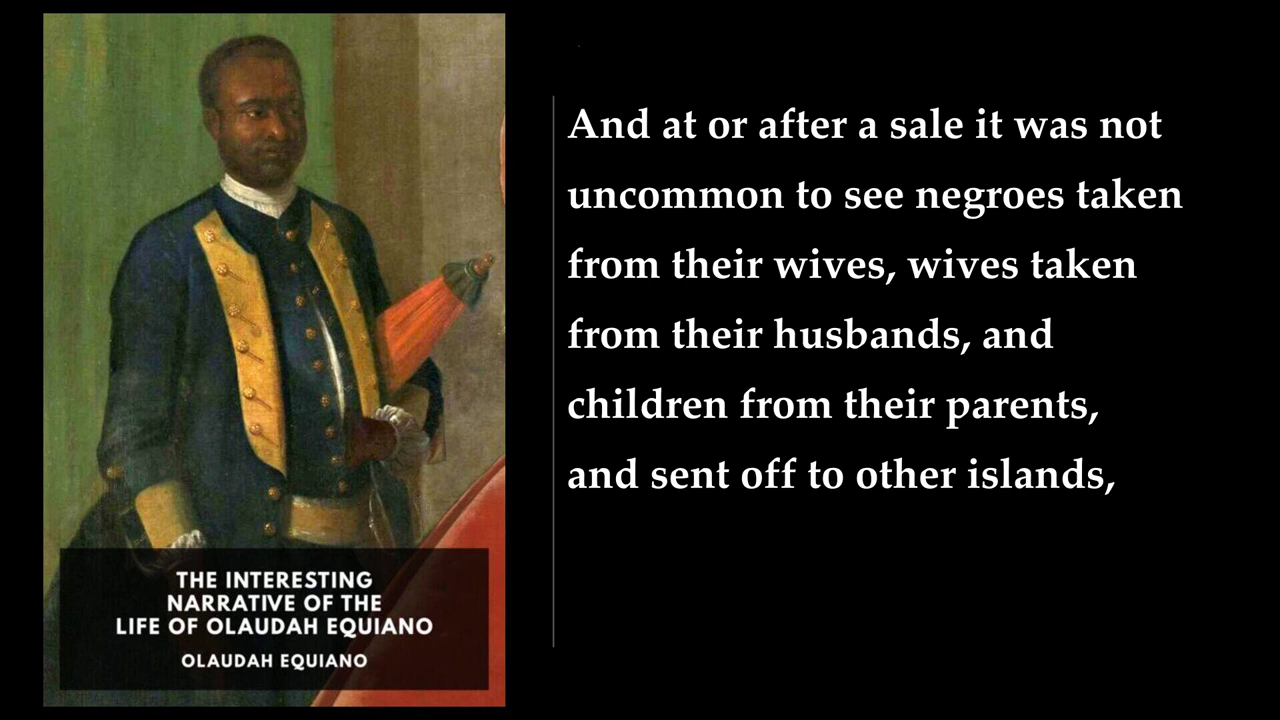 THE INTERESTING
NARRATIVE OF THE
LIFE OF OLAUDAH EQUIANO
OLAUDAH EQUIANO
And at or after a sale it was not
uncommon to see negroes taken
from their wives, wives taken
from their husbands, and
children from their parents,
and sent off to other islands,